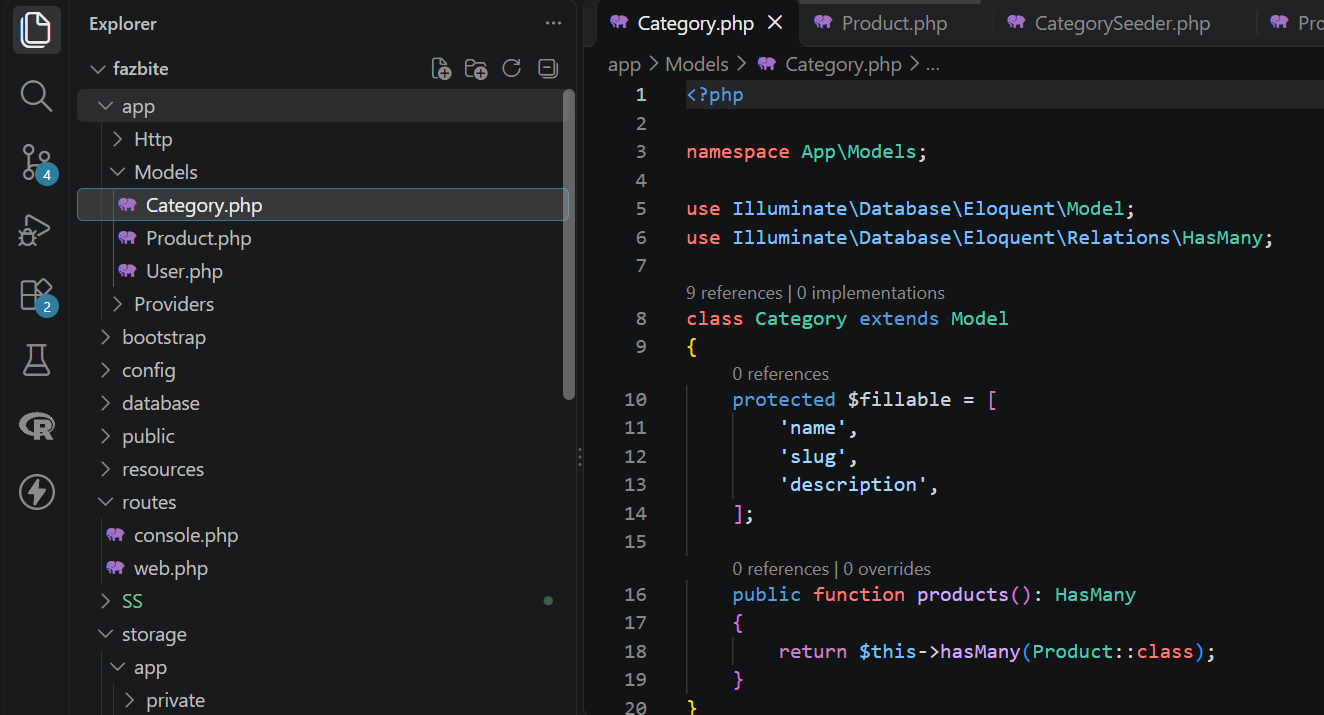 Explorer
...
fazbite
app
Http
Models
Category.php
Product.php
User.php
Providers
bootstrap
config
database
public
resources
routes
console.php
web.php
SS
storage
app
private
4
2
Category.php
Product.php
CategorySeeder.php
app > Models > Category.php > ...
1 <?php
2
3 namespace App\Models;
4
5 use Illuminate\Database\Eloquent\Model;
6 use Illuminate\Database\Eloquent\Relations\HasMany;
7
9 references | 0 implementations
8 class Category extends Model
9 {
0 references
10 protected $fillable = [
11 'name',
12 'slug',
13 'description',
14 ];
15
0 references | 0 overrides
16 public function products(): HasMany
17 {
18 return $this->hasMany(Product::class);
19 }
20 }